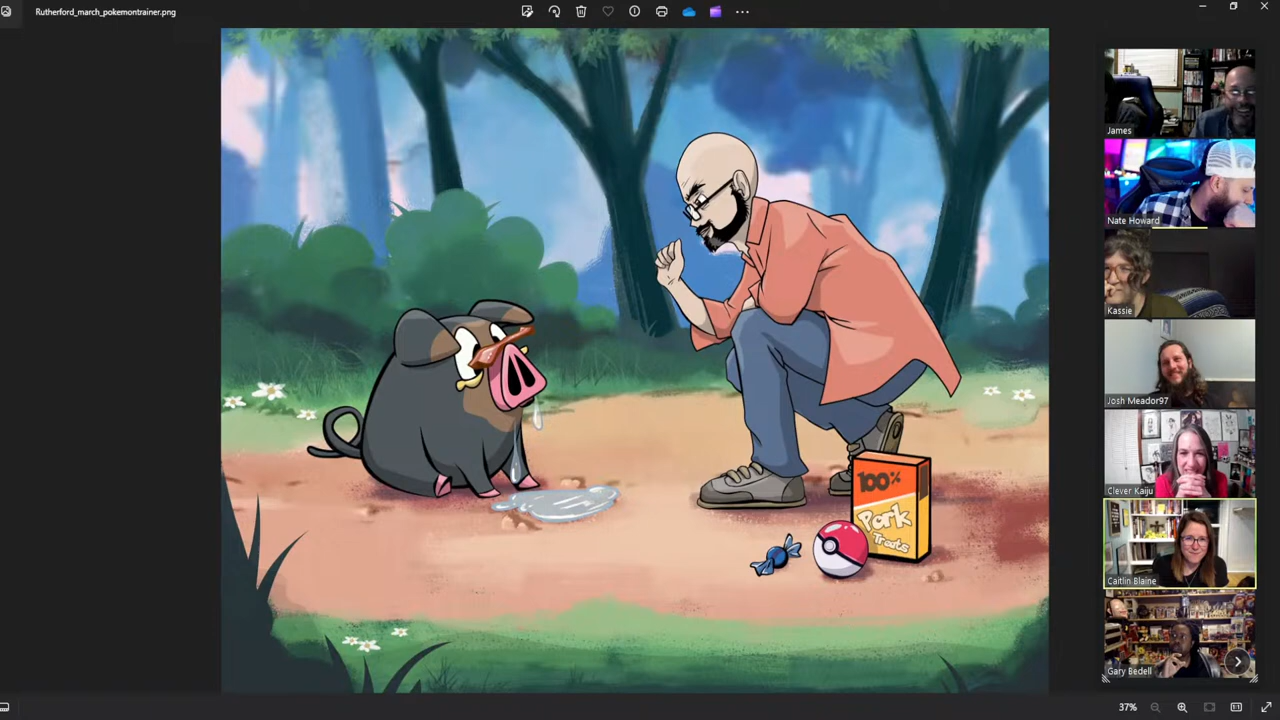 Rutherford_march_pokemontrainer.png
James
Nate Howard
Kassie
Josh Meador97
Clever Kaiju
Caitlin Blaine
Gary Bedell
100%
Pork
Treats
37%